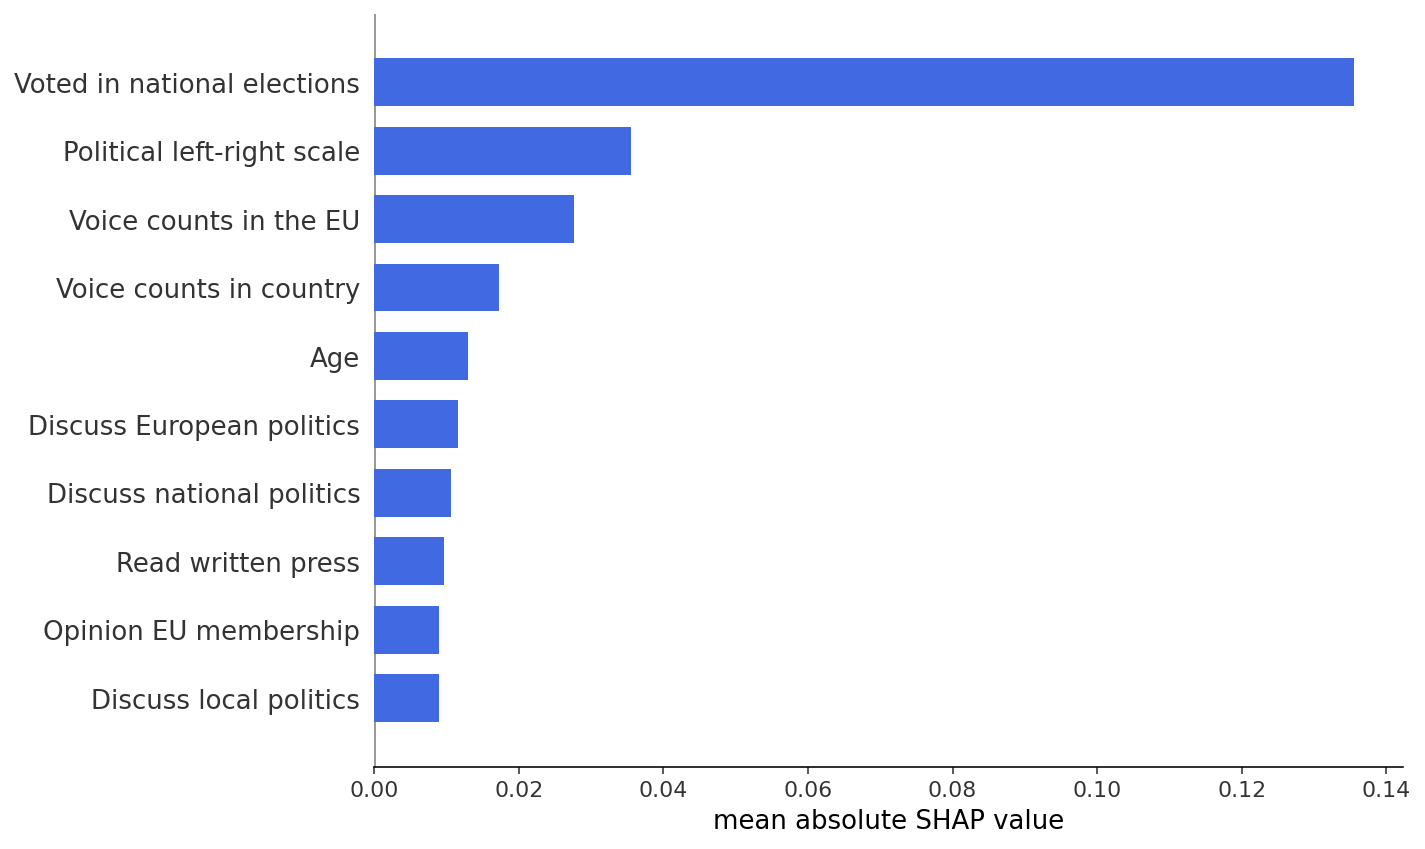 Voted in national elections
Political left-right scale
Voice counts in the EU
Voice counts in country
Age
Discuss European politics
Discuss national politics
Read written press
Opinion EU membership
Discuss local politics
0.00 0.02 0.04 0.06 0.08 0.10 0.12 0.14
mean absolute SHAP value